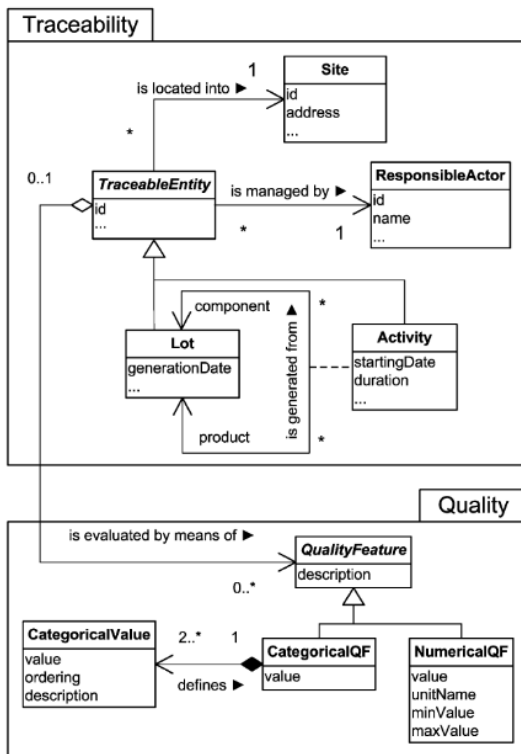 Traceability
1
Site
is located into ►
id
address
...
*
0..1
TraceableEntity
id
...
is managed by ►
*
1
ResponsibleActor
id
name
...
component
*
Lot
generationDate
...
is generated from ►
Activity
startingDate
duration
...
product
*
Quality
is evaluated by means of ►
QualityFeature
description
0..*
CategoricalValue
value
ordering
description
2..*
1
defines ►
CategoricalQF
value
NumericalQF
value
unitName
minValue
maxValue